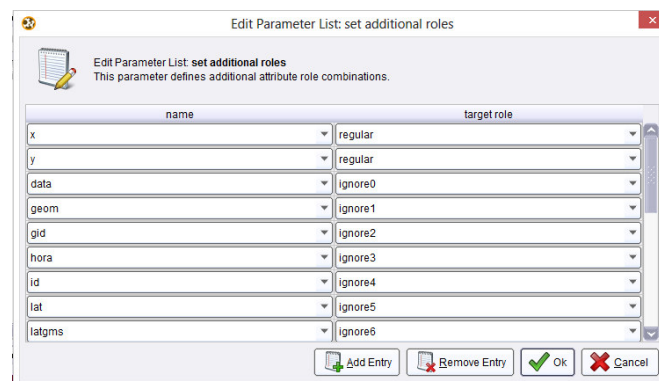 Edit Parameter List: set additional roles
Edit Parameter List: set additional roles
This parameter defines additional attribute role combinations.
name target role
x regular
y regular
data ignore0
geom ignore1
gid ignore2
hora ignore3
id ignore4
lat ignore5
latgms ignore6
Add Entry Remove Entry Ok Cancel